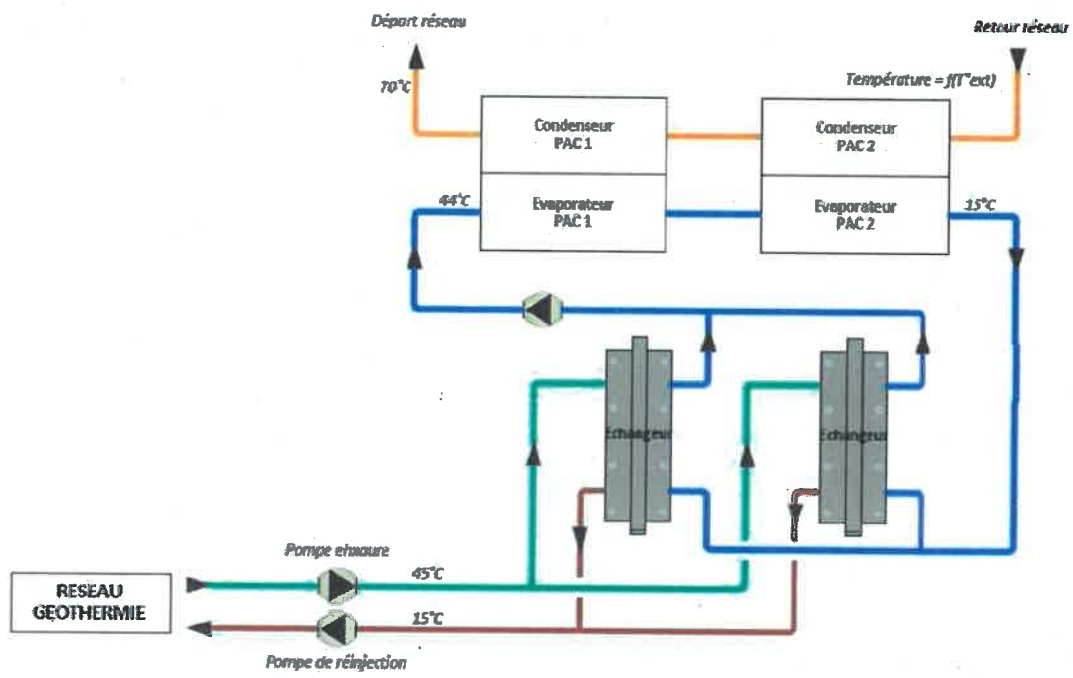 Départ réseau
Retour réseau
70°C
Température = f(T°ext)
Condenseur
PAC 1
Condenseur
PAC 2
44°C
Evaporateur
PAC 1
Evaporateur
PAC 2
15°C
Echangeur
Echangeur
Pompe exhaure
45°C
RESEAU
GEOTHERMIE
15°C
Pompe de réinjection